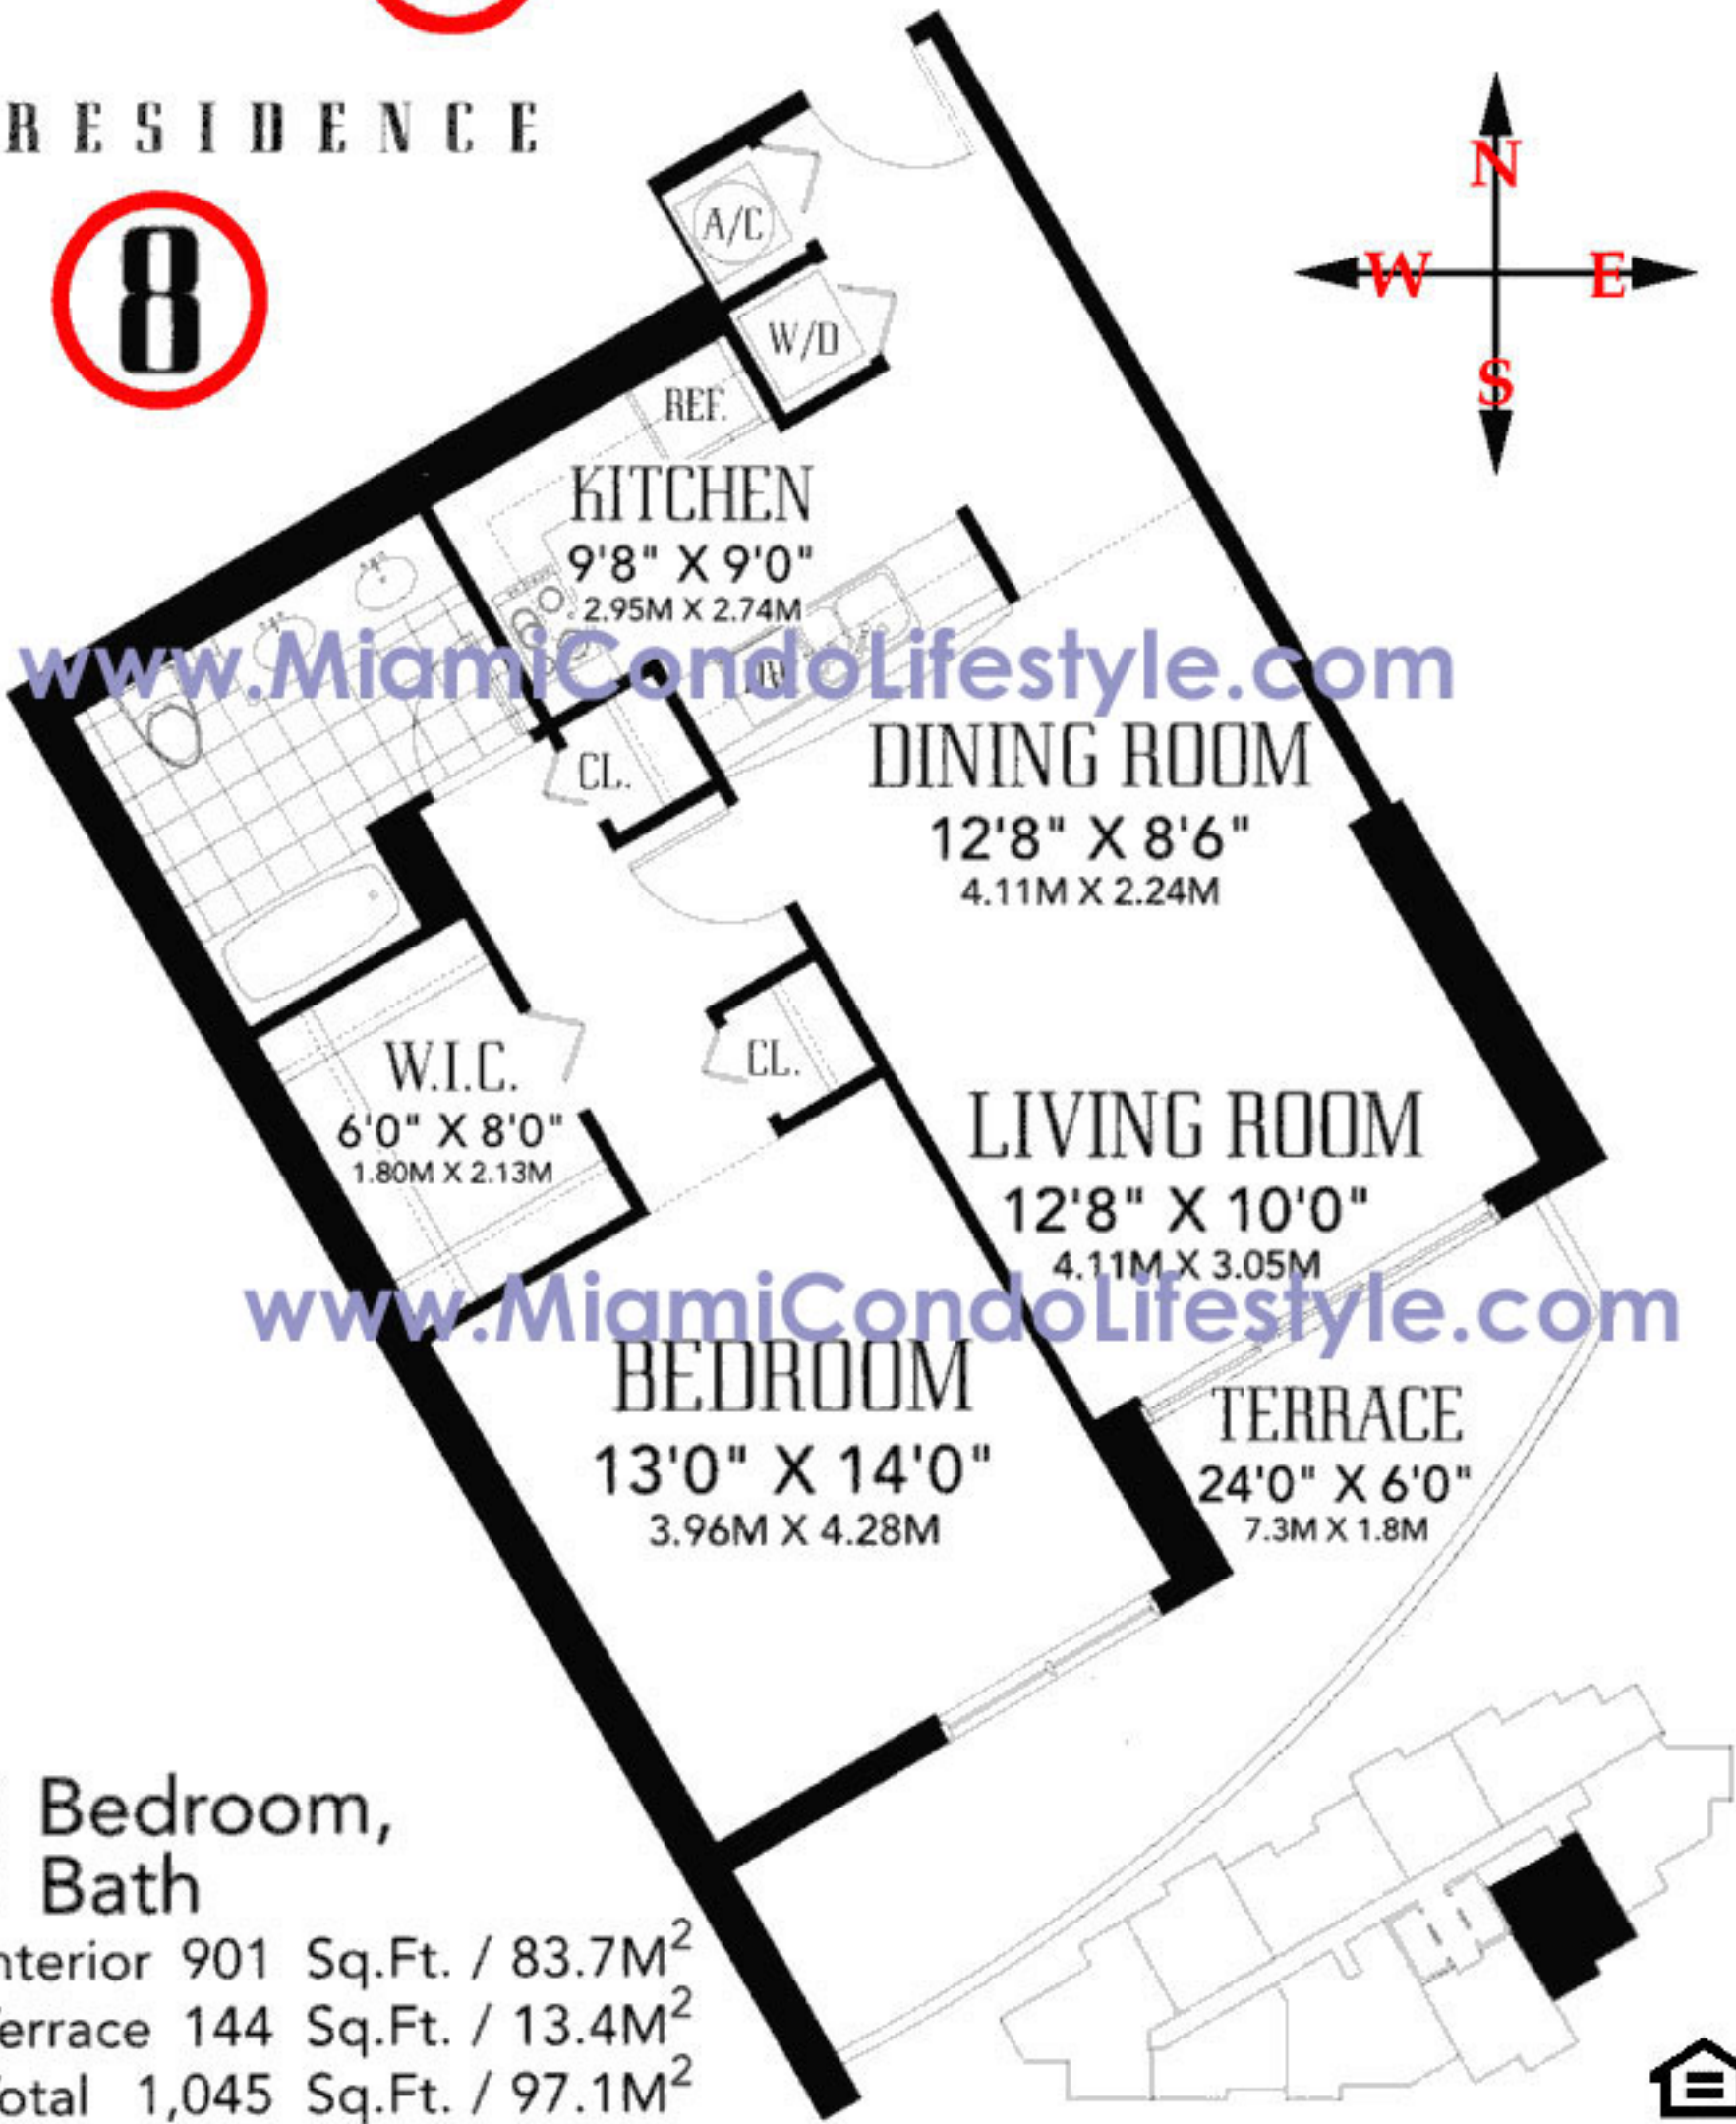 RESIDENCE
8
N
W E
S
A/C
W/D
REF.
KITCHEN
9'8" X 9'0"
2.95M X 2.74M
www.MiamiCondoLifestyle.com
CL.
DINING ROOM
12'8" X 8'6"
4.11M X 2.24M
W.I.C.
6'0" X 8'0"
1.80M X 2.13M
CL.
LIVING ROOM
12'8" X 10'0"
4.11M X 3.05M
www.MiamiCondoLifestyle.com
BEDROOM
13'0" X 14'0"
3.96M X 4.28M
TERRACE
24'0" X 6'0"
7.3M X 1.8M
Bedroom,
Bath
nterior 901 Sq.Ft. / 83.7M²
errace 144 Sq.Ft. / 13.4M²
otal 1,045 Sq.Ft. / 97.1M²